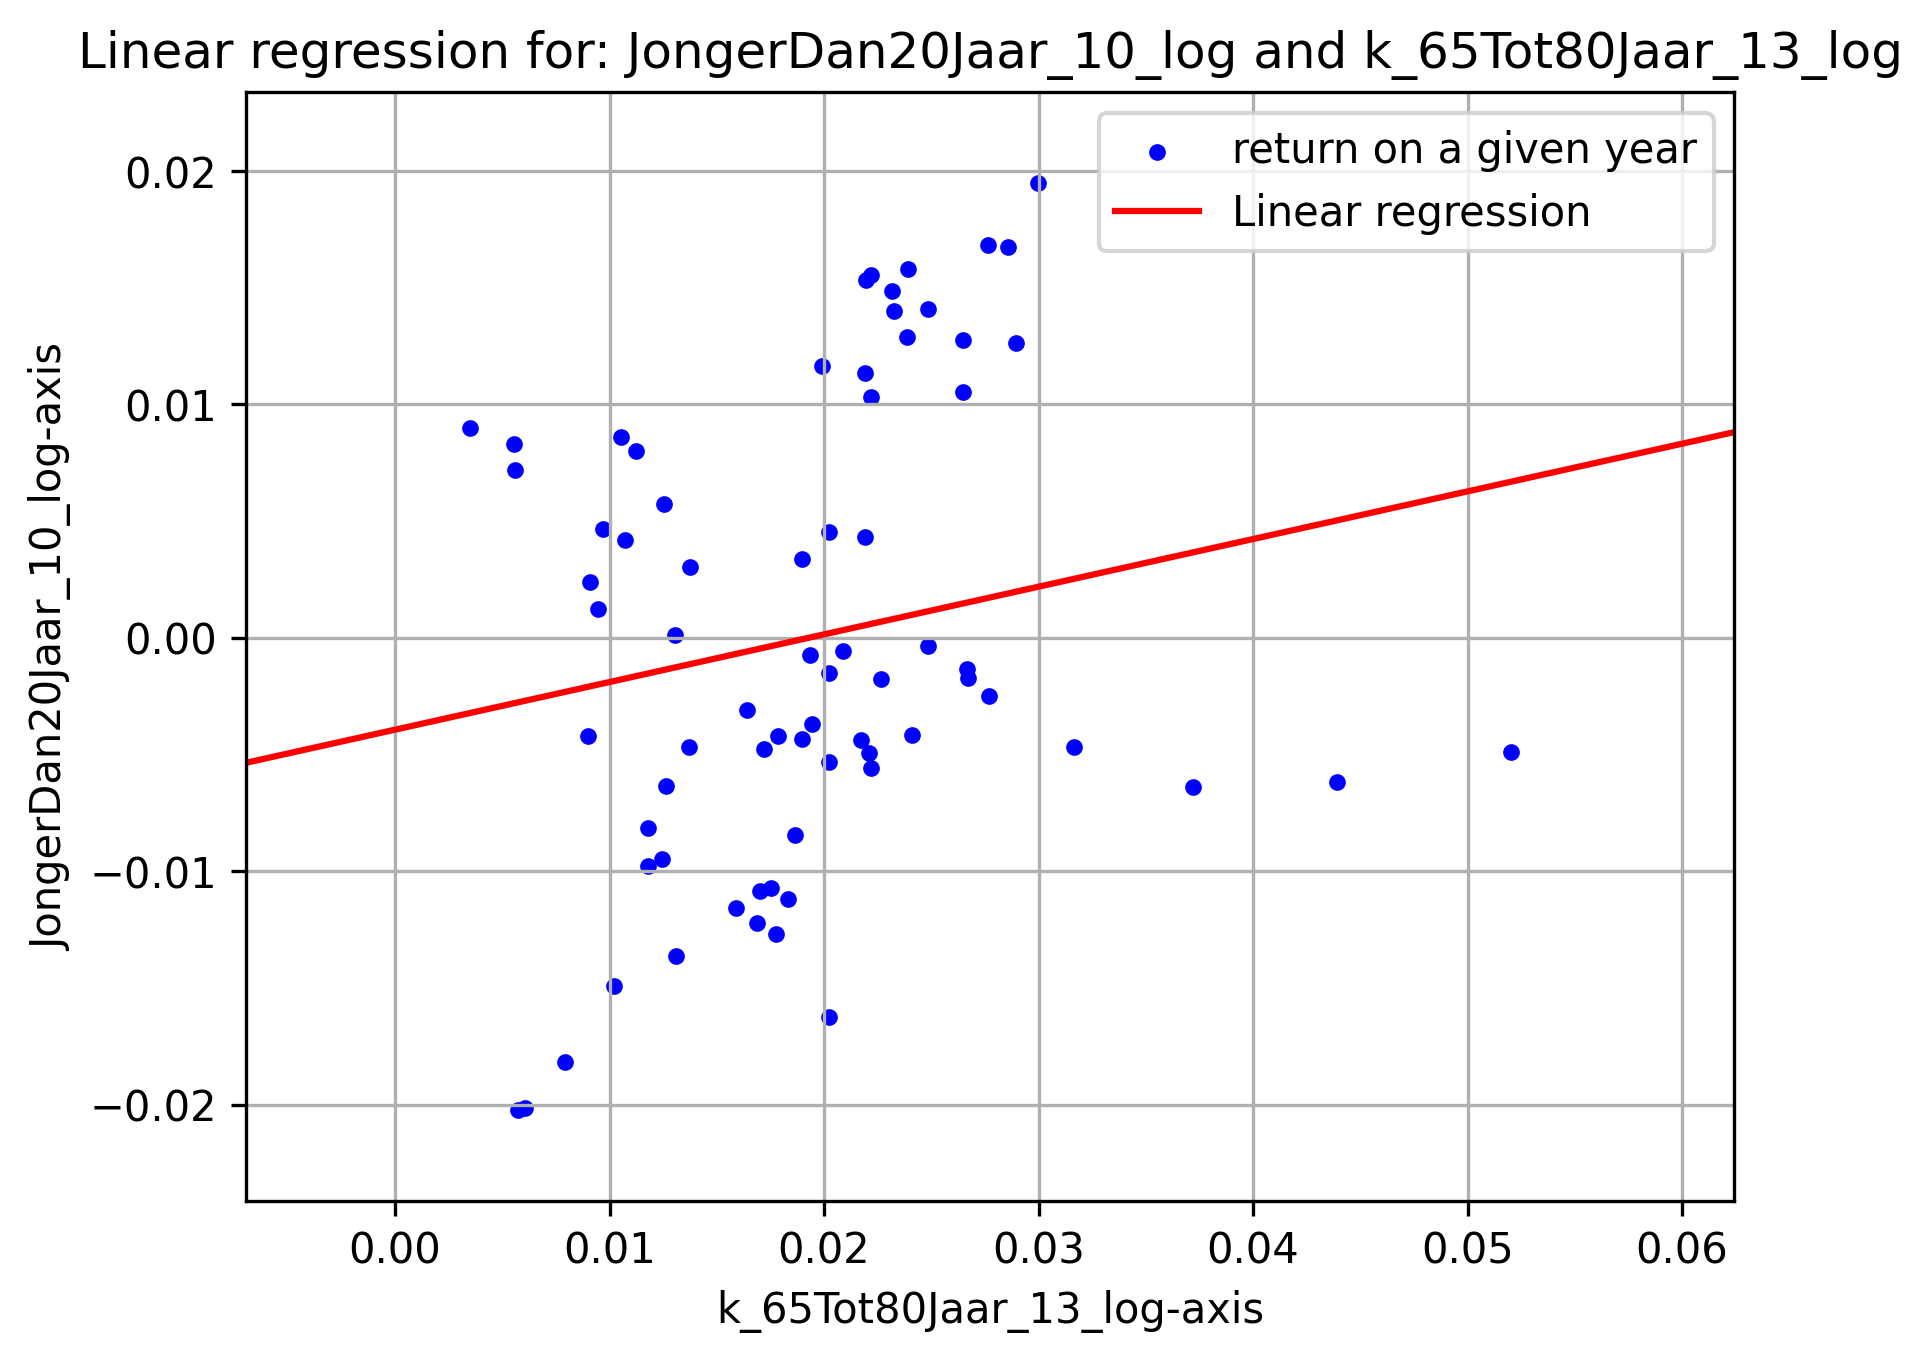 Linear regression for: JongerDan20Jaar_10_log and k_65Tot80Jaar_13_log
return on a given year
Linear regression
JongerDan20Jaar_10_log-axis
0.02
0.01
0.00
−0.01
−0.02
0.00 0.01 0.02 0.03 0.04 0.05 0.06
k_65Tot80Jaar_13_log-axis